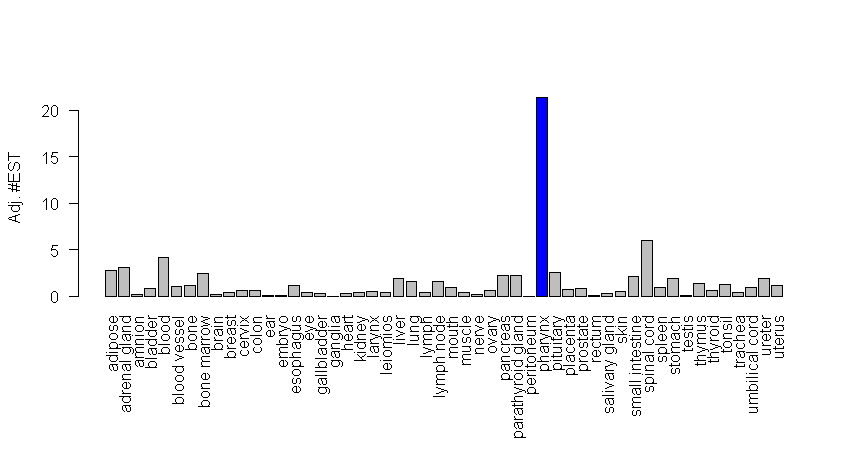 Adj. #EST
20
15
10
5
0
adipose
adrenal gland
amnion
bladder
blood
blood vessel
bone
bone marrow
brain
breast
cervix
colon
ear
embryo
esophagus
eye
gallbladder
ganglia
heart
kidney
larynx
leiomios
liver
lung
lymph
lymph node
mouth
muscle
nerve
ovary
pancreas
parathyroid gland
peritoneum
pharynx
pituitary
placenta
prostate
rectum
salivary gland
skin
small intestine
spinal cord
spleen
stomach
testis
thymus
thyroid
tonsil
trachea
umbilical cord
ureter
uterus